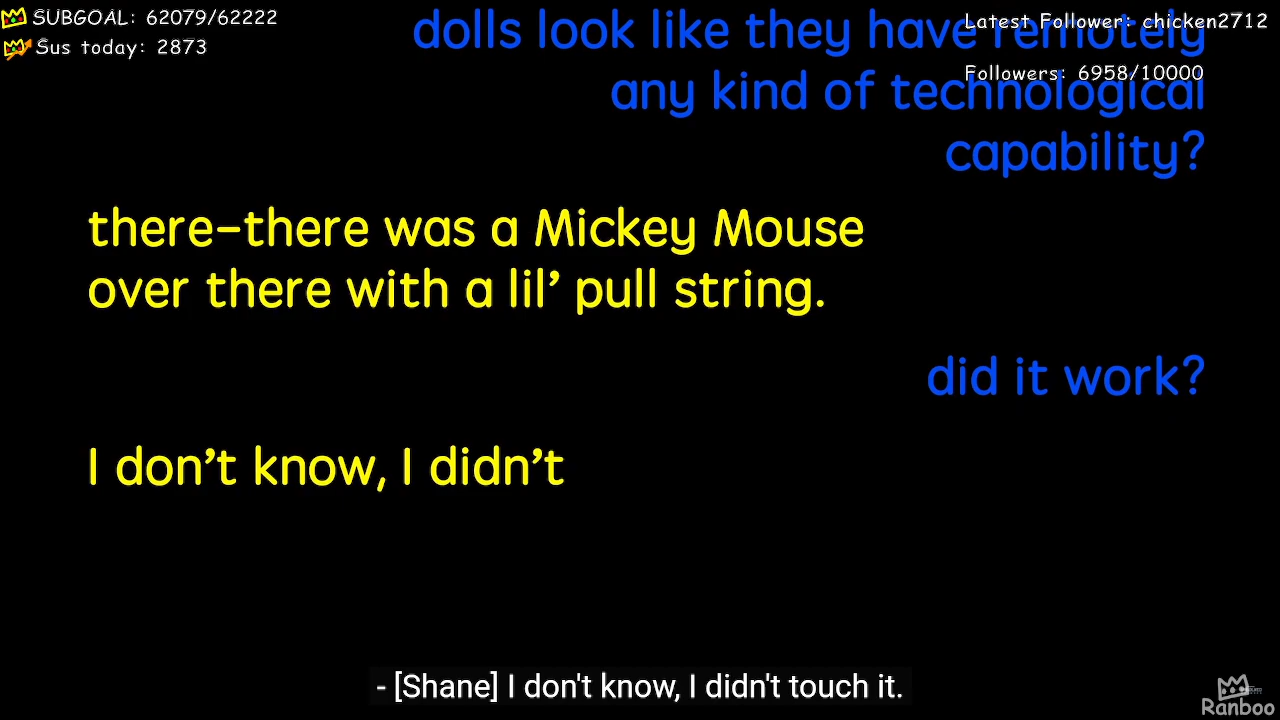 SUBGOAL: 62079/62222
Sus today: 2873
Latest Follower: chicken2712
Followers: 6958/10000
dolls look like they have remotely
any kind of technological
capability?
there-there was a Mickey Mouse
over there with a lil’ pull string.
did it work?
I don’t know, I didn’t
- [Shane] I don't know, I didn't touch it.
Ranboo